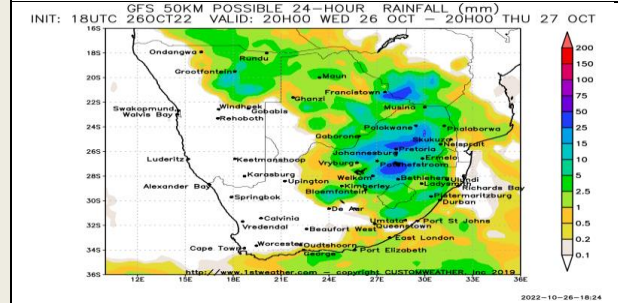 GFS 50KM POSSIBLE 24-HOUR RAINFALL (mm)
INIT: 18UTC 26OCT22 VALID: 20H00 WED 26 OCT - 20H00 THU 27 OCT
16S
18S
20S
22S
24S
26S
28S
30S
32S
34S
36S
Ondangwa
Rundu
Grootfontein
Maun
Francistown
Ghanzi
Musina
Swakopmund
Walvis Bay
Windhoek
Gobabis
Rehoboth
Polokwane
Phalaborwa
Gaborone
Skukuza
Nelspruit
Johannesburg
Pretoria
Ermelo
Luderitz
Keetmanshoop
Vryburg
Potchefstroom
Karasburg
Upington
Welkom
Bethlehem
Ulundi
Alexander Bay
Kimberley
Ladysmith
Richards Bay
Bloemfontein
Springbok
Pietermaritzburg
Durban
De Aar
Calvinia
Vredendal
Beaufort West
Umtata
Port St Johns
Queenstown
East London
Cape Town
Worcester
Oudtshoorn
George
Port Elizabeth
http://www.1stweather.com - copyright CUSTOMWEATHER, inc 2019
12E 15E 18E 21E 24E 27E 30E 33E 36E
200
150
100
75
50
25
15
10
5
2.5
1
0.5
0.2
0.1
2022-10-26-18:24